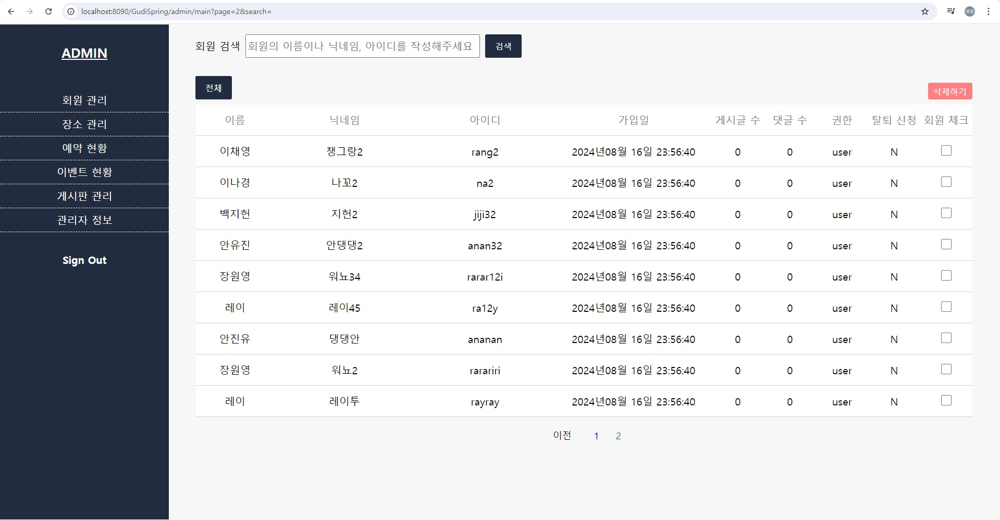 localhost:8090/GudiSpring/admin/main?page=2&search=
병철
ADMIN
회원 관리
장소 관리
예약 현황
이벤트 현황
게시판 관리
관리자 정보
Sign Out
회원 검색 회원의 이름이나 닉네임, 아이디를 작성해주세요 검색
전체
삭제하기
이름 닉네임 아이디 가입일 게시글 수 댓글 수 권한 탈퇴 신청 회원 체크
이채영 챙그랑2 rang2 2024년08월 16일 23:56:40 0 0 user N
이나경 나꼬2 na2 2024년08월 16일 23:56:40 0 0 user N
백지헌 지헌2 jiji32 2024년08월 16일 23:56:40 0 0 user N
안유진 안댕댕2 anan32 2024년08월 16일 23:56:40 0 0 user N
장원영 워뇨34 rarar12i 2024년08월 16일 23:56:40 0 0 user N
레이 레이45 ra12y 2024년08월 16일 23:56:40 0 0 user N
안진유 댕댕안 ananan 2024년08월 16일 23:56:40 0 0 user N
장원영 워뇨2 rarariri 2024년08월 16일 23:56:40 0 0 user N
레이 레이투 rayray 2024년08월 16일 23:56:40 0 0 user N
이전 1 2